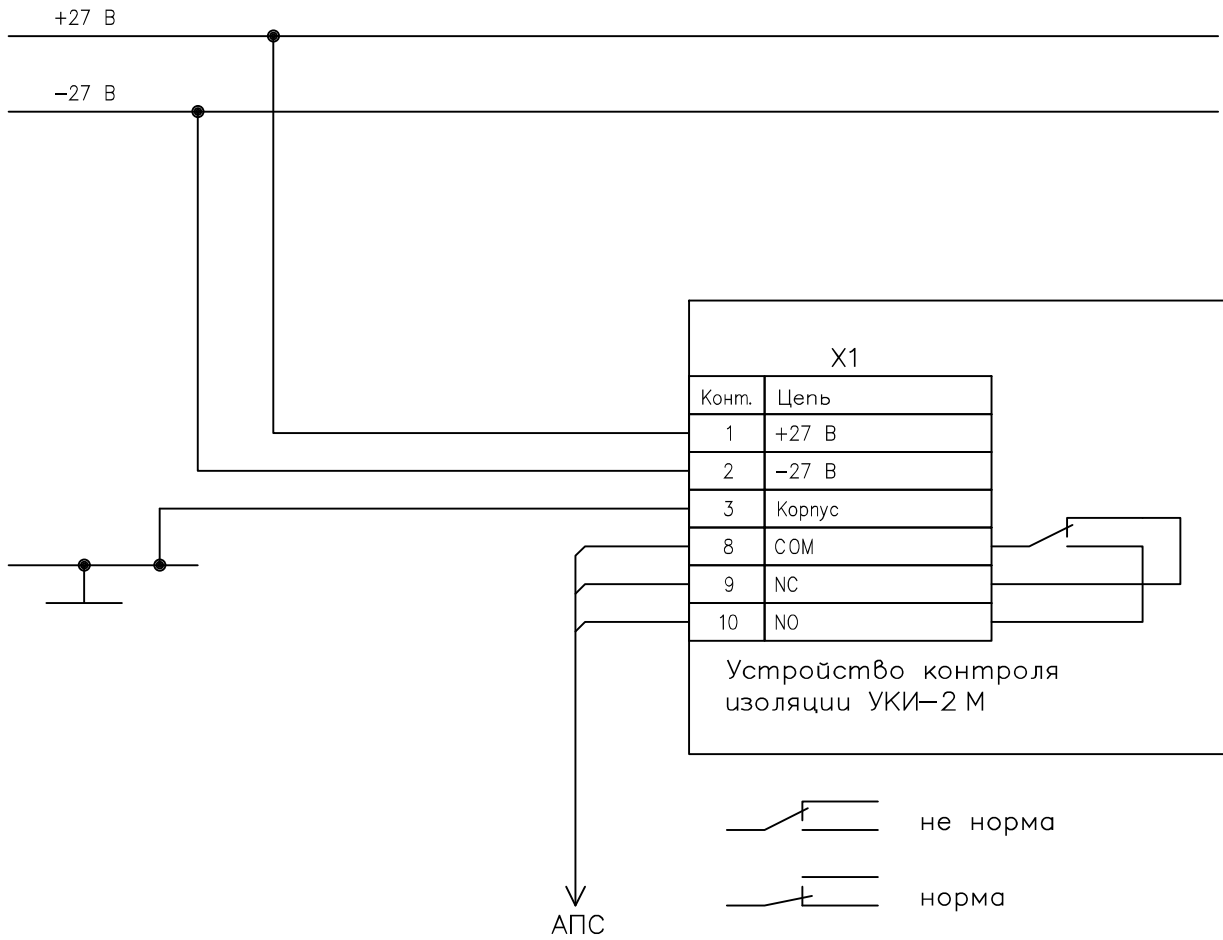 +27 В
−27 В
X1
Конт. Цепь
1 +27 В
2 −27 В
3 Корпус
8 COM
9 NC
10 NO
Устройство контроля
изоляции УКИ−2 М
не норма
норма
АПС